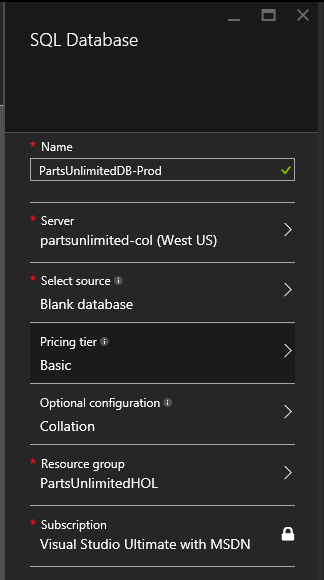 SQL Database
* Name
PartsUnlimitedDB-Prod
* Server
partsunlimited-col (West US)
* Select source
Blank database
Pricing tier
Basic
Optional configuration
Collation
* Resource group
PartsUnlimitedHOL
* Subscription
Visual Studio Ultimate with MSDN